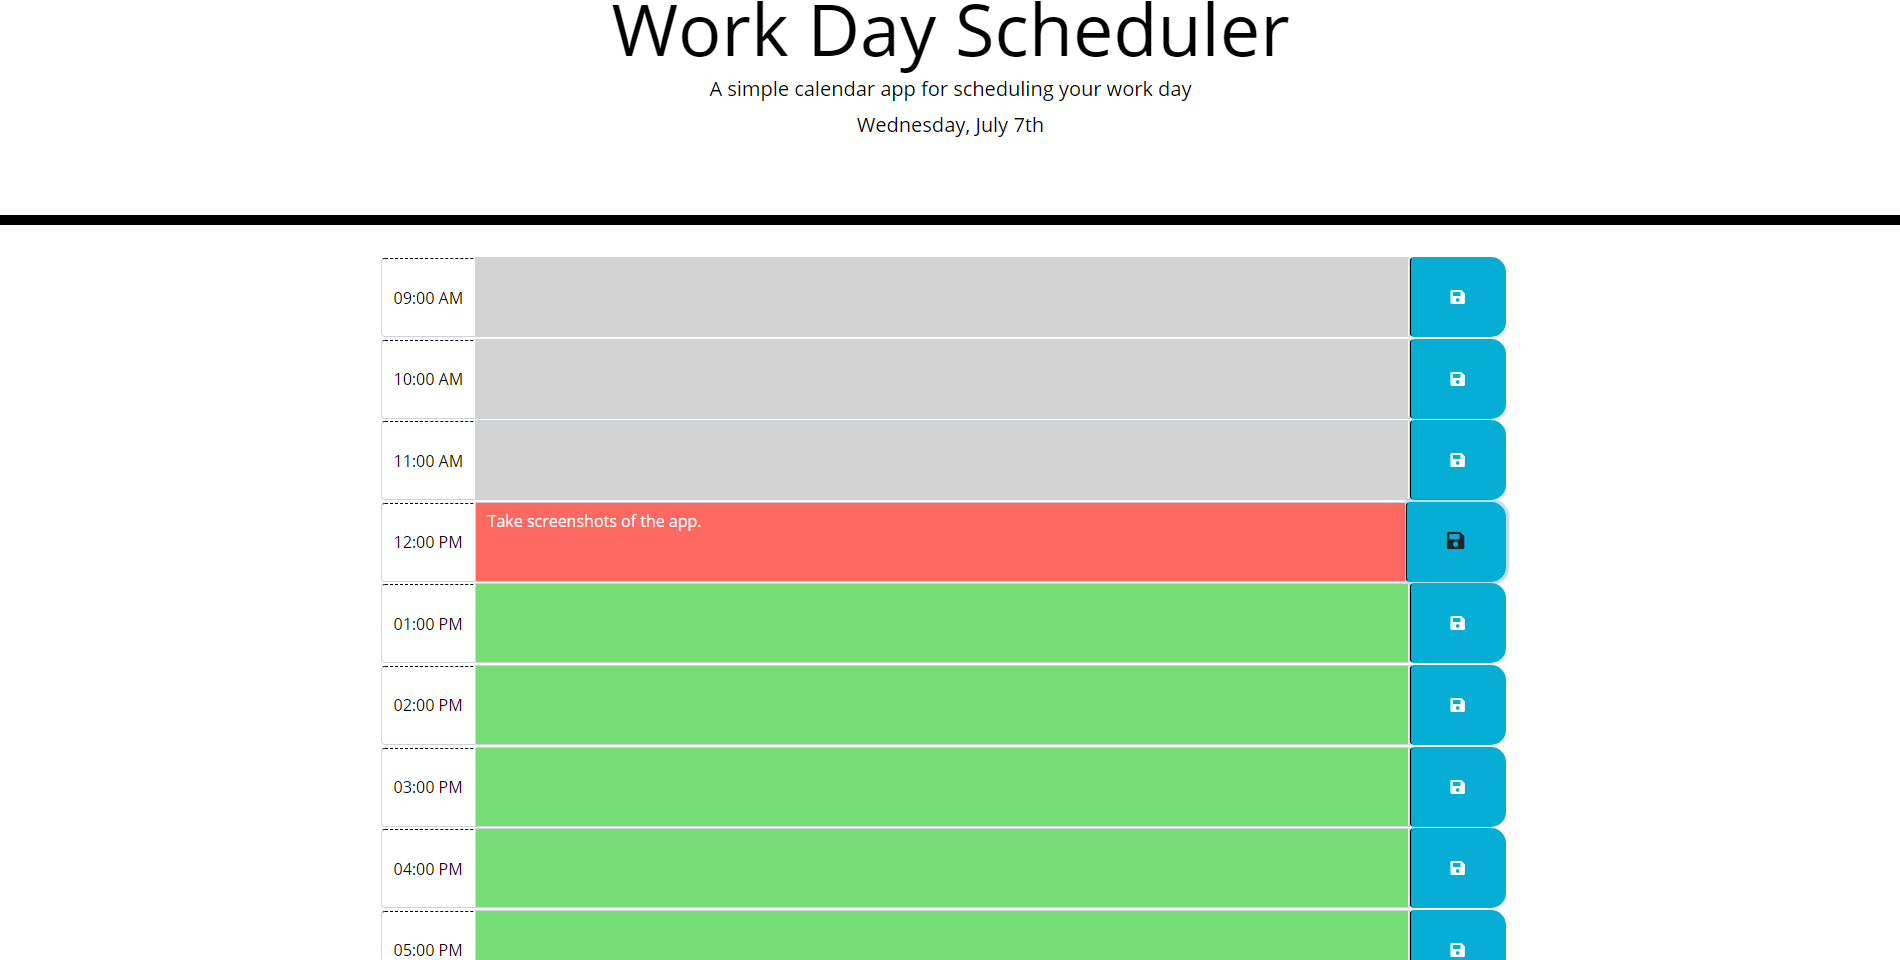 Work Day Scheduler
A simple calendar app for scheduling your work day
Wednesday, July 7th
09:00 AM
10:00 AM
11:00 AM
12:00 PM Take screenshots of the app.
01:00 PM
02:00 PM
03:00 PM
04:00 PM
05:00 PM